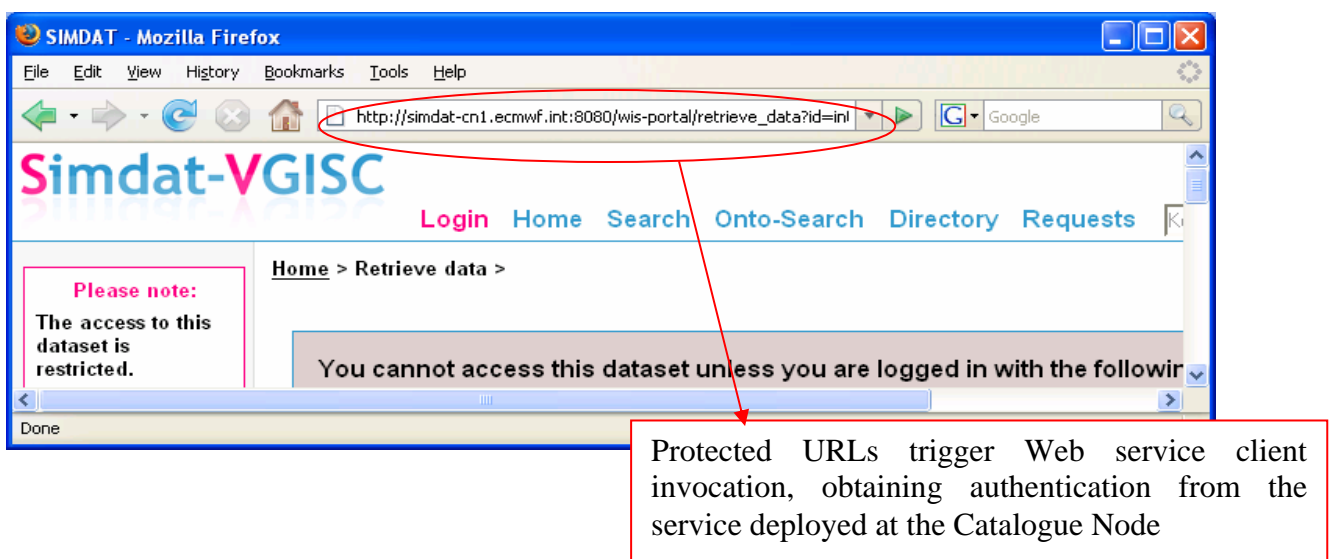 SIMDAT - Mozilla Firefox
File Edit View History Bookmarks Tools Help
http://simdat-cn1.ecmwf.int:8080/wis-portal/retrieve_data?id=in
G Google
Simdat-VGISC
Login Home Search Onto-Search Directory Requests
Home > Retrieve data >
Please note:
The access to this
dataset is
restricted.
You cannot access this dataset unless you are logged in with the
Done
Protected URLs trigger Web service client
invocation, obtaining authentication from the
service deployed at the Catalogue Node